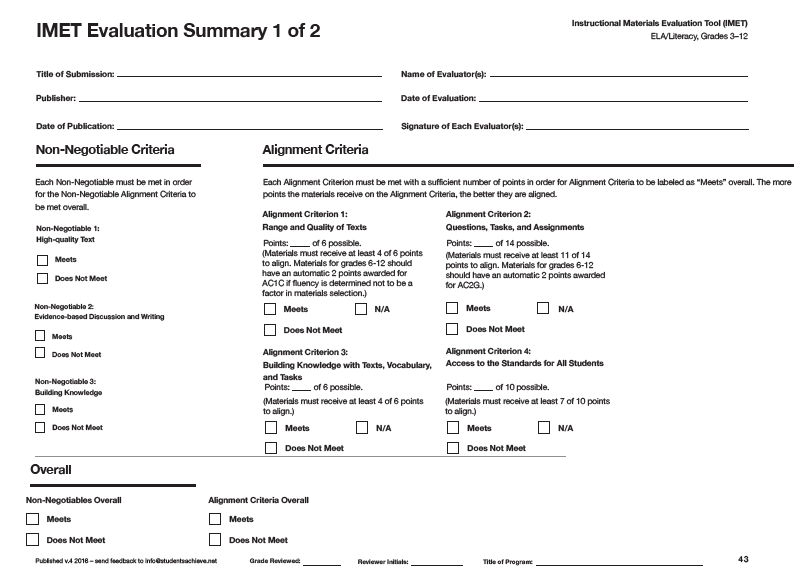 IMET Evaluation Summary 1 of 2
Instructional Materials Evaluation Tool (IMET)
ELA/Literacy, Grades 3–12
Title of Submission:
Name of Evaluator(s):
Publisher:
Date of Evaluation:
Date of Publication:
Signature of Each Evaluator(s):
Non-Negotiable Criteria
Each Non-Negotiable must be met in order
for the Non-Negotiable Alignment Criteria to
be met overall.
Non-Negotiable 1:
High-quality Text
Meets
Does Not Meet
Non-Negotiable 2:
Evidence-based Discussion and Writing
Meets
Does Not Meet
Non-Negotiable 3:
Building Knowledge
Meets
Does Not Meet
Alignment Criteria
Each Alignment Criterion must be met with a sufficient number of points in order for Alignment Criteria to be labeled as “Meets” overall. The more
points the materials receive on the Alignment Criteria, the better they are aligned.
Alignment Criterion 1:
Range and Quality of Texts
Points: ____ of 6 possible.
(Materials must receive at least 4 of 6 points
to align. Materials for grades 6-12 should
have an automatic 2 points awarded for
AC1C if fluency is determined not to be a
factor in materials selection.)
Meets N/A
Does Not Meet
Alignment Criterion 2:
Questions, Tasks, and Assignments
Points: ____ of 14 possible.
(Materials must receive at least 11 of 14
points to align. Materials for grades 6-12
should have an automatic 2 points awarded
for AC2G.)
Meets N/A
Does Not Meet
Alignment Criterion 3:
Building Knowledge with Texts, Vocabulary,
and Tasks
Points: ____ of 6 possible.
(Materials must receive at least 4 of 6 points
to align.)
Meets N/A
Does Not Meet
Alignment Criterion 4:
Access to the Standards for All Students
Points: ____ of 10 possible.
(Materials must receive at least 7 of 10 points
to align.)
Meets N/A
Does Not Meet
Overall
Non-Negotiables Overall
Meets
Does Not Meet
Alignment Criteria Overall
Meets
Does Not Meet
Published v.4 2016 – send feedback to info@studentsachieve.net
Grade Reviewed:
Reviewer Initials:
Title of Program:
43